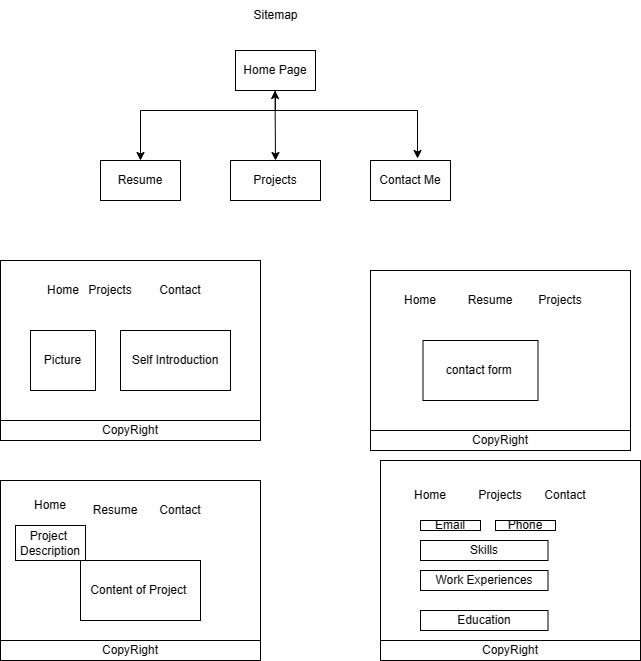 Sitemap
Home Page
Resume
Projects
Contact Me
Home Projects Contact
Picture
Self Introduction
CopyRight
Home Resume Projects
contact form
CopyRight
Home Resume Contact
Project
Description
Content of Project
CopyRight
Home Projects Contact
Email Phone
Skills
Work Experiences
Education
CopyRight